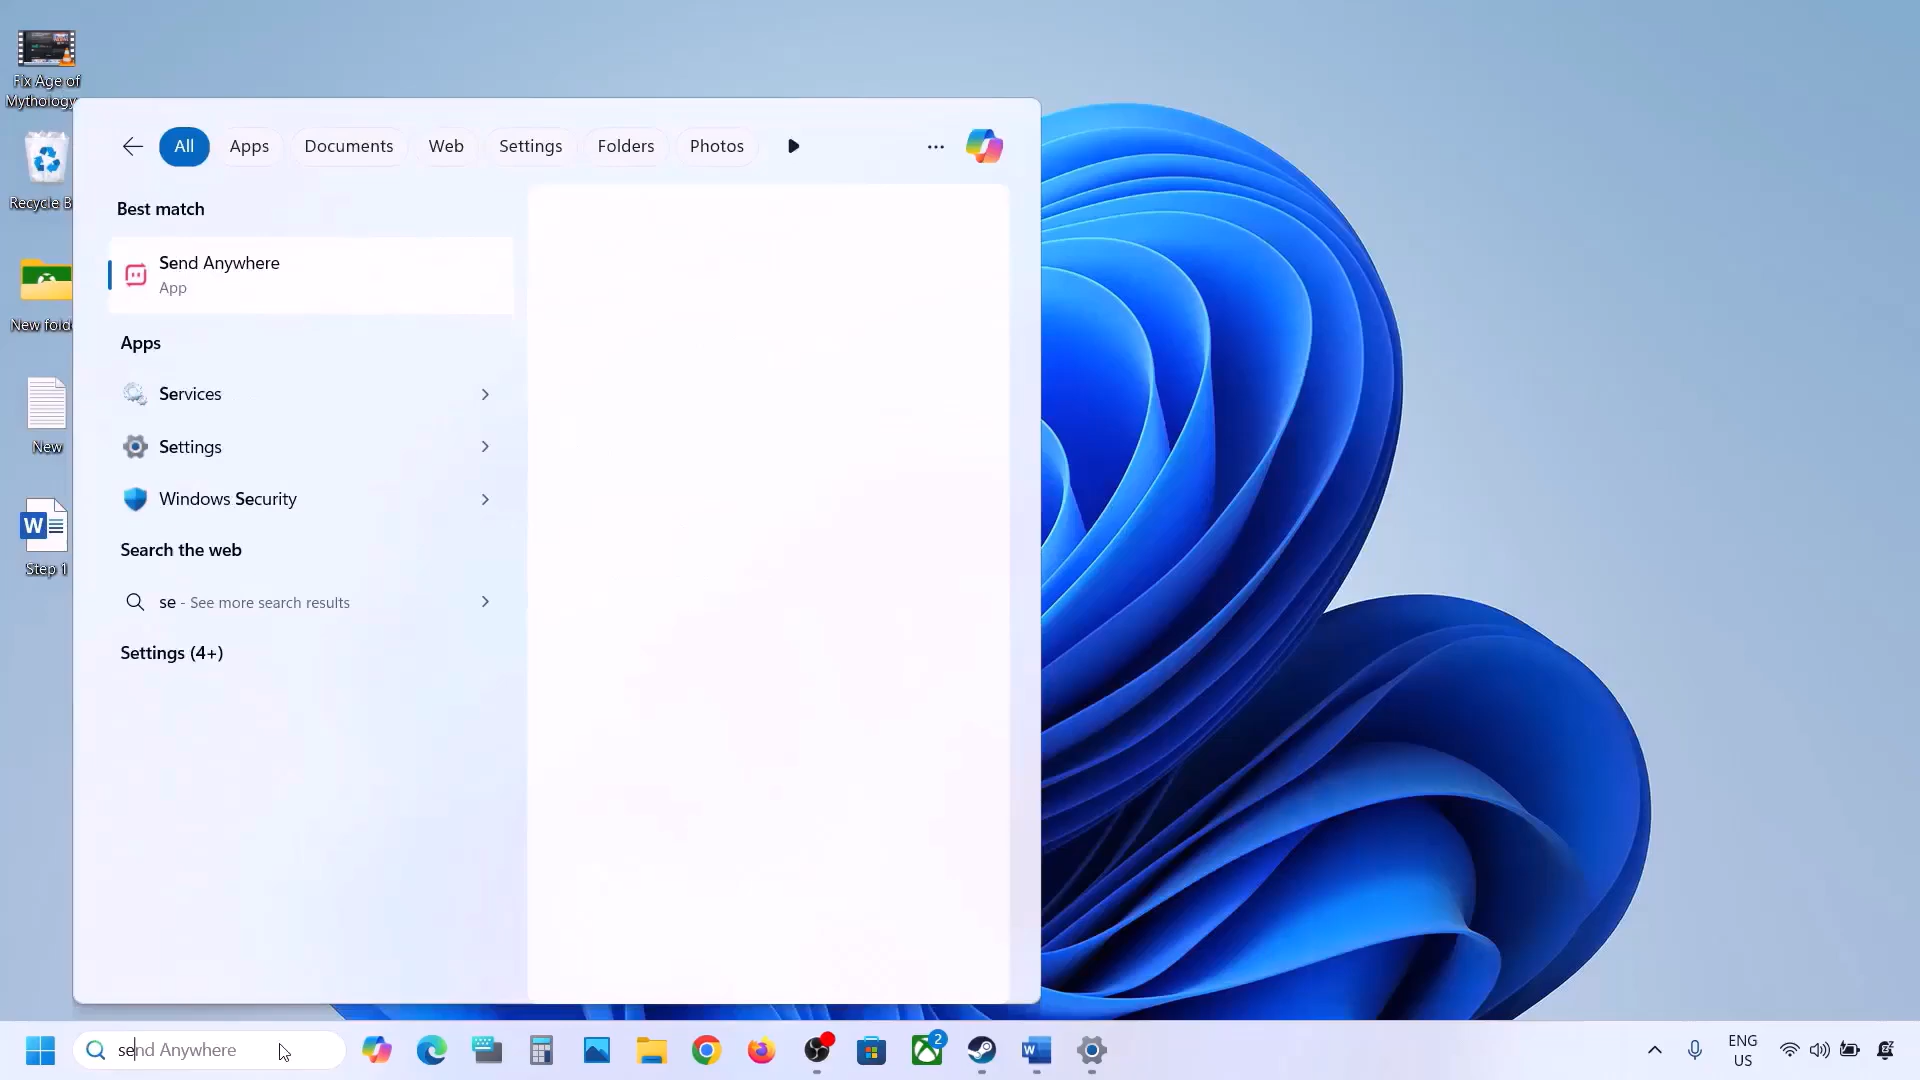 Fix Age of
Mythology
Recycle B
New folde
New
Step 1
All
Apps
Documents
Web
Settings
Folders
Photos
Best match
Send Anywhere
App
Apps
Services
Settings
Windows Security
Search the web
se - See more search results
Settings (4+)
send Anywhere
2
ENG
US